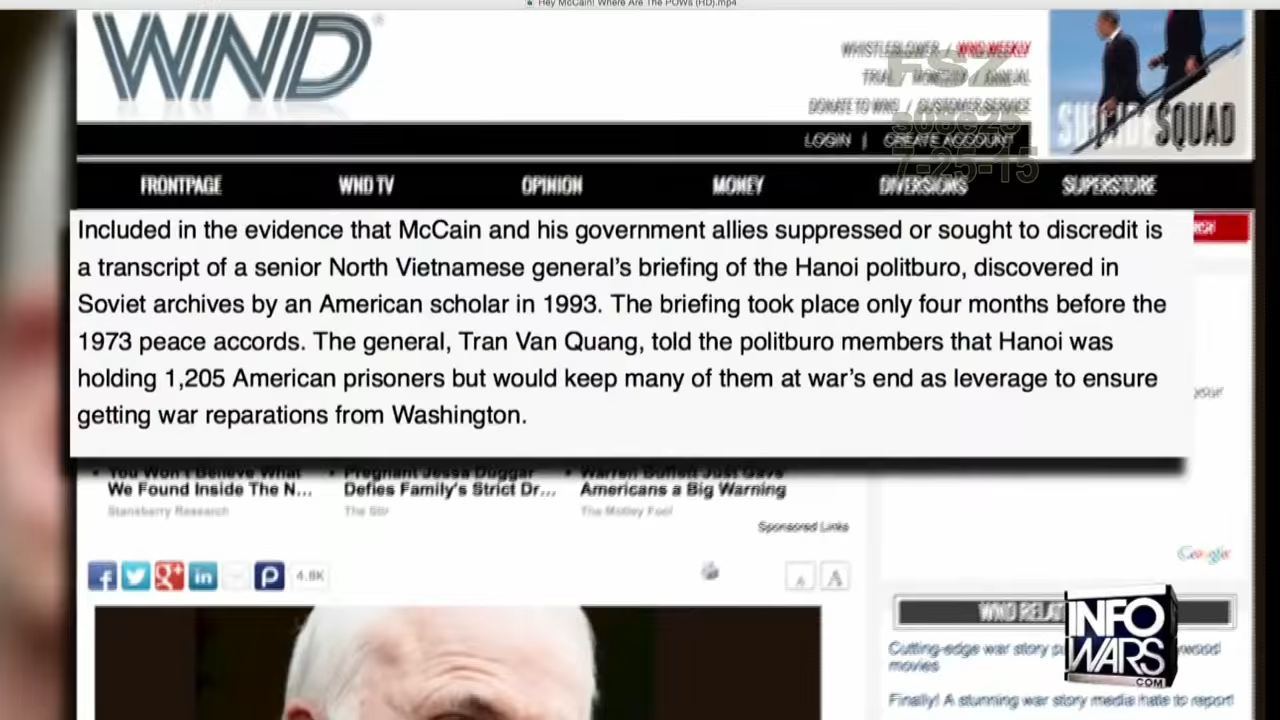 Hey McCain! Where Are The POWs (HD).mp4
WND
WHISTLEBLOWER / WND WEEKLY
TRIAL / MONTHLY / ANNUAL
DONATE TO WND / CUSTOMER SERVICE
FSZ
s08e25
7-25-15
SUICIDE SQUAD
LOGIN | CREATE ACCOUNT
FRONTPAGE WND TV OPINION MONEY DIVERSIONS SUPERSTORE
Included in the evidence that McCain and his government allies suppressed or sought to discredit is
a transcript of a senior North Vietnamese general's briefing of the Hanoi politburo, discovered in
Soviet archives by an American scholar in 1993. The briefing took place only four months before the
1973 peace accords. The general, Tran Van Quang, told the politburo members that Hanoi was
holding 1,205 American prisoners but would keep many of them at war's end as leverage to ensure
getting war reparations from Washington.
your
• You Won't Believe What
We Found Inside The N...
Stansberry Research
• Pregnant Jessa Duggar
Defies Family's Strict Dr...
The Stir
• Warren Buffett Just Gave
Americans a Big Warning
The Motley Fool
Sponsored Links
4.8K
A A
Google
WND RELAT
Cutting-edge war story
movies
Finally! A stunning war story media hate to report
INFO
WARS
.COM